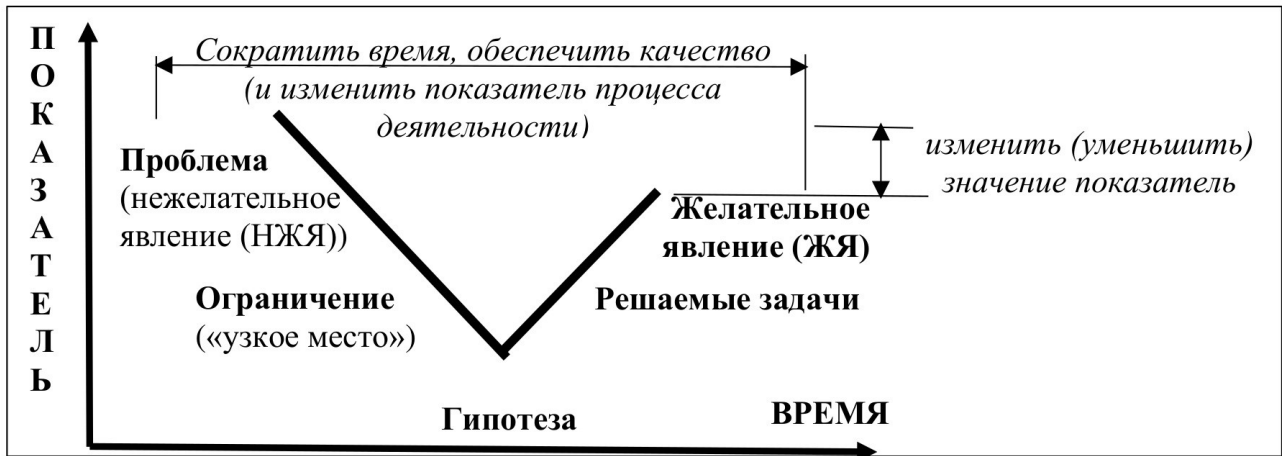 ПОКАЗАТЕЛЬ
Сократить время, обеспечить качество
(и изменить показатель процесса
деятельности)
изменить (уменьшить)
значение показатель
Проблема
(нежелательное
явление (НЖЯ))
Желательное
явление (ЖЯ)
Ограничение
(«узкое место»)
Решаемые задачи
Гипотеза
ВРЕМЯ